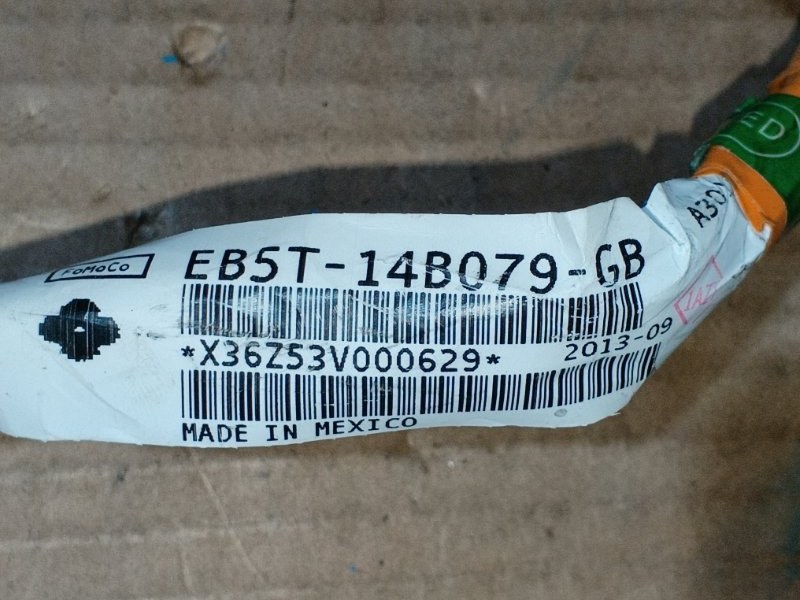 FoMoCo
EB5T-14B079-GB
*X36Z53V000629*
2013-09
MADE IN MEXICO